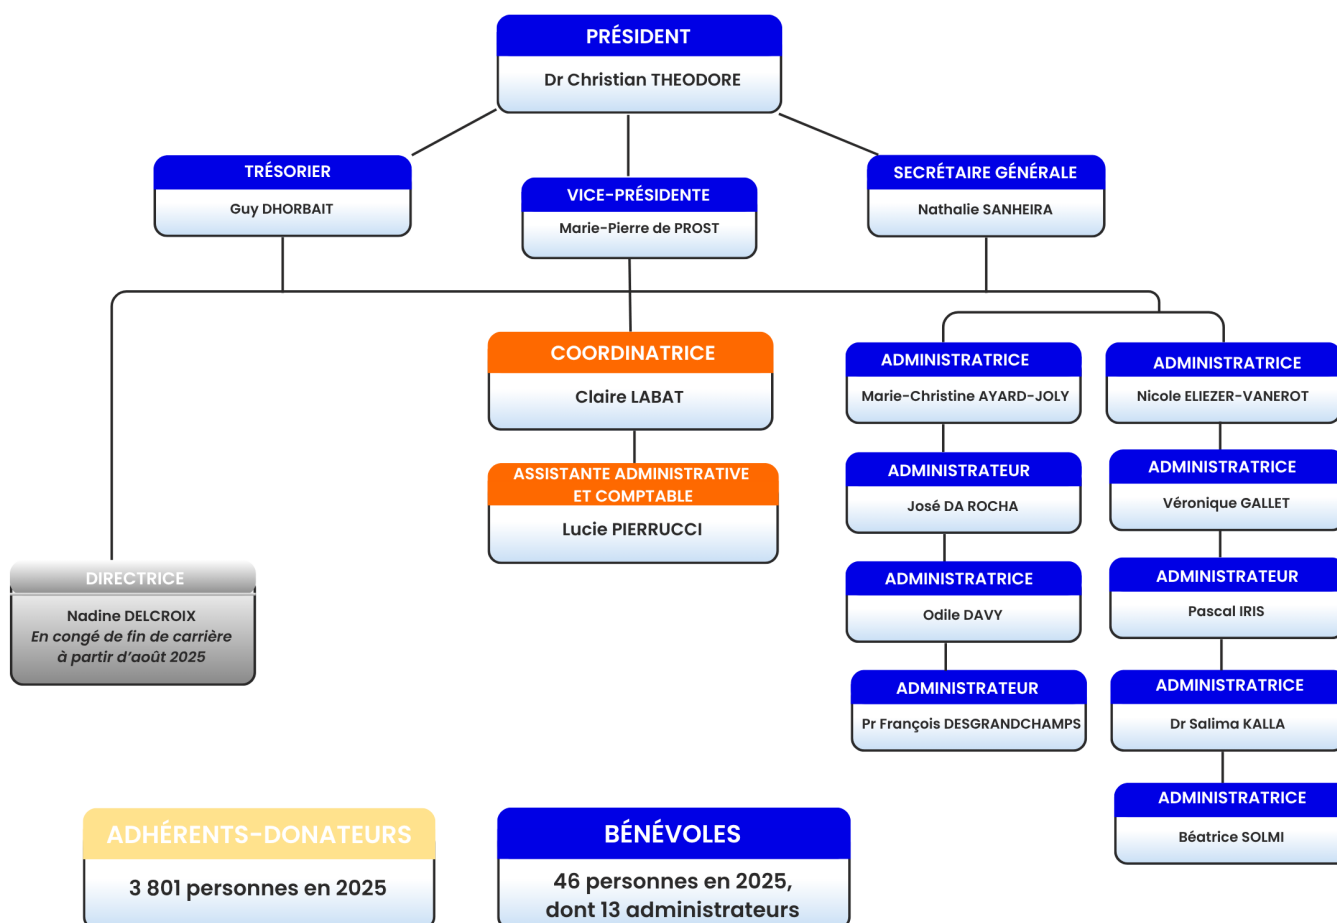 PRÉSIDENT
Dr Christian THEODORE
TRÉSORIER
Guy DHORBAIT
VICE-PRÉSIDENTE
Marie-Pierre de PROST
SECRÉTAIRE GÉNÉRALE
Nathalie SANHEIRA
COORDINATRICE
Claire LABAT
ASSISTANTE ADMINISTRATIVE
ET COMPTABLE
Lucie PIERRUCCI
DIRECTRICE
Nadine DELCROIX
En congé de fin de carrière
à partir d’août 2025
ADMINISTRATRICE
Marie-Christine AYARD-JOLY
ADMINISTRATEUR
José DA ROCHA
ADMINISTRATRICE
Odile DAVY
ADMINISTRATEUR
Pr François DESGRANDCHAMPS
ADMINISTRATRICE
Nicole ELIEZER-VANEROT
ADMINISTRATRICE
Véronique GALLET
ADMINISTRATEUR
Pascal IRIS
ADMINISTRATRICE
Dr Salima KALLA
ADMINISTRATRICE
Béatrice SOLMI
ADHÉRENTS-DONATEURS
3 801 personnes en 2025
BÉNÉVOLES
46 personnes en 2025,
dont 13 administrateurs